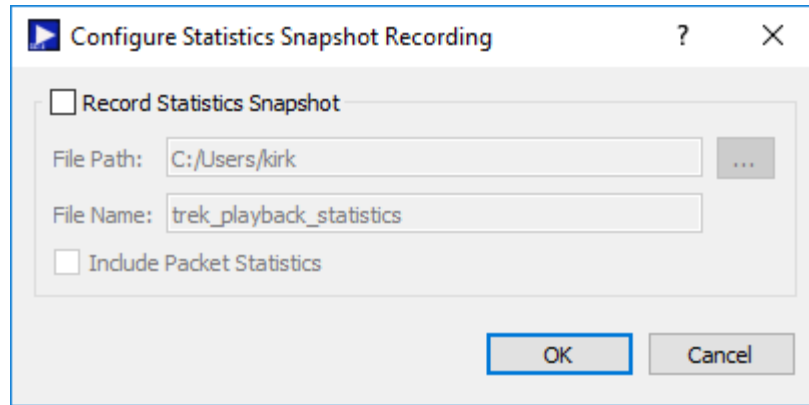 Configure Statistics Snapshot Recording ?
Record Statistics Snapshot
File Path: C:/Users/kirk ...
File Name: trek_playback_statistics
Include Packet Statistics
OK Cancel